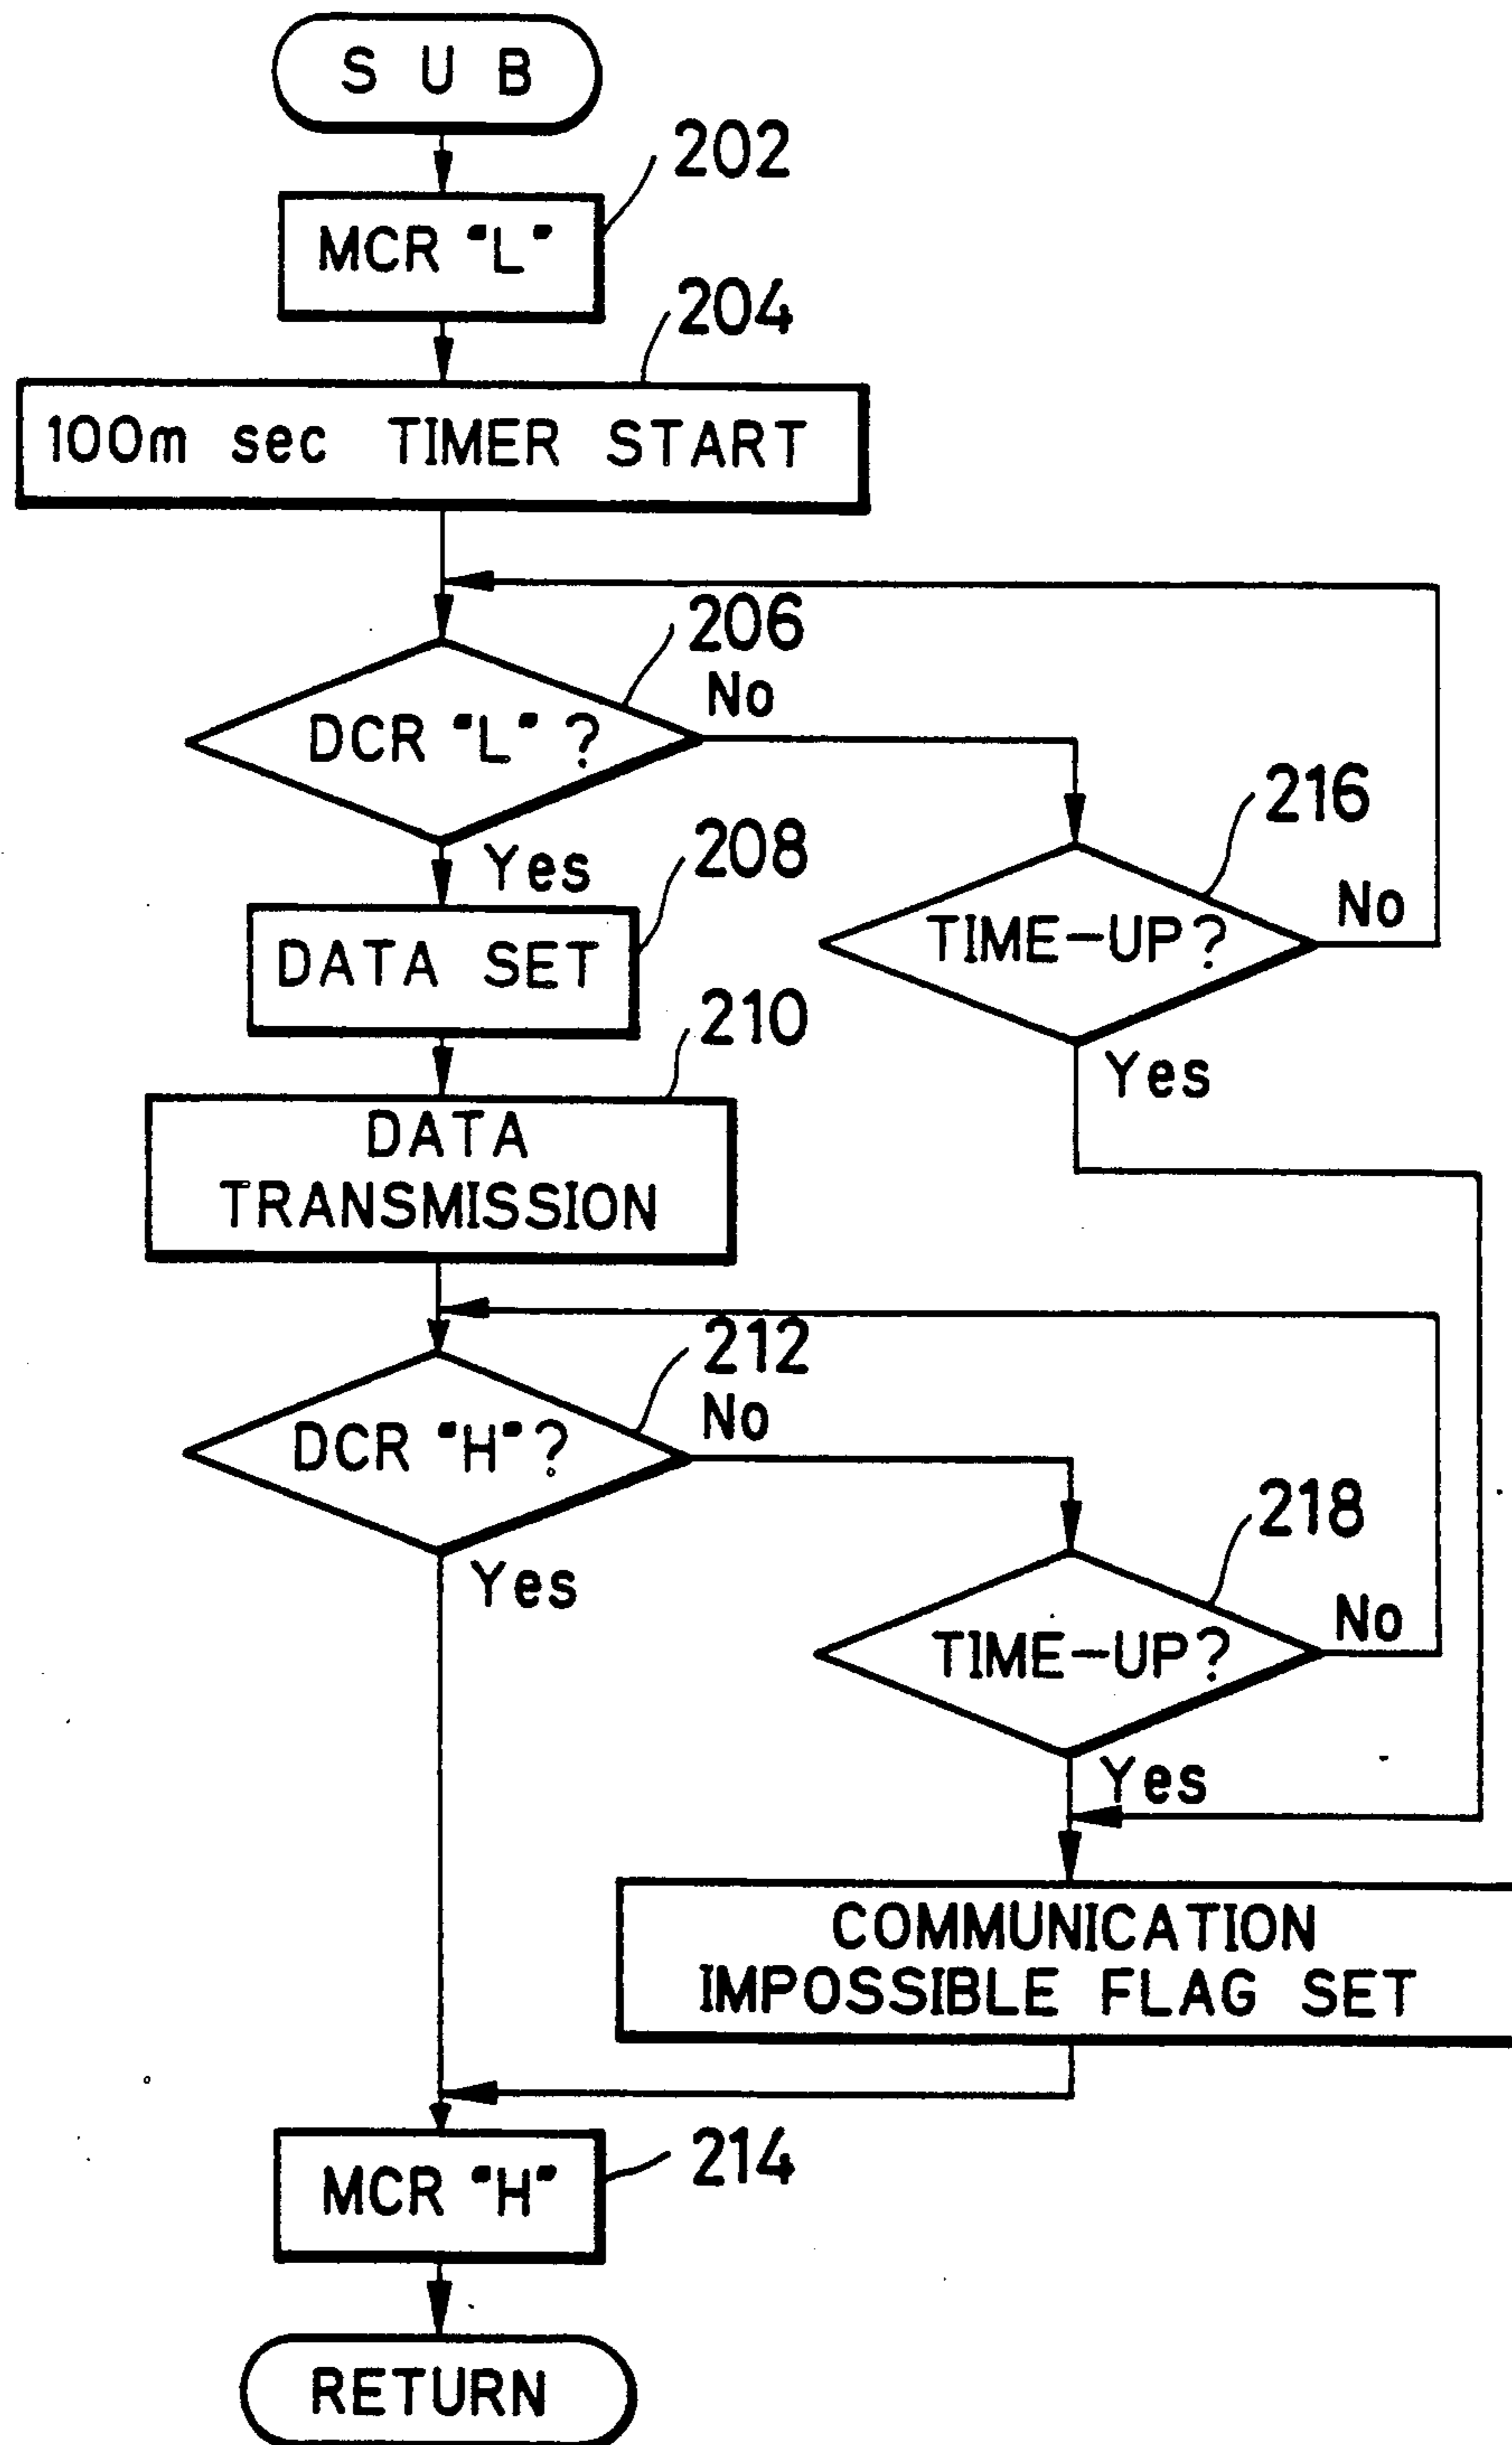 SUB
202
MCR "L"
204
100m sec TIMER START
206
No
DCR "L"?
216
Yes
208
No
TIME-UP?
DATA SET
210
Yes
DATA
TRANSMISSION
212
No
DCR "H"?
218
Yes
No
TIME-UP?
Yes
COMMUNICATION
IMPOSSIBLE FLAG SET
214
MCR "H"
RETURN